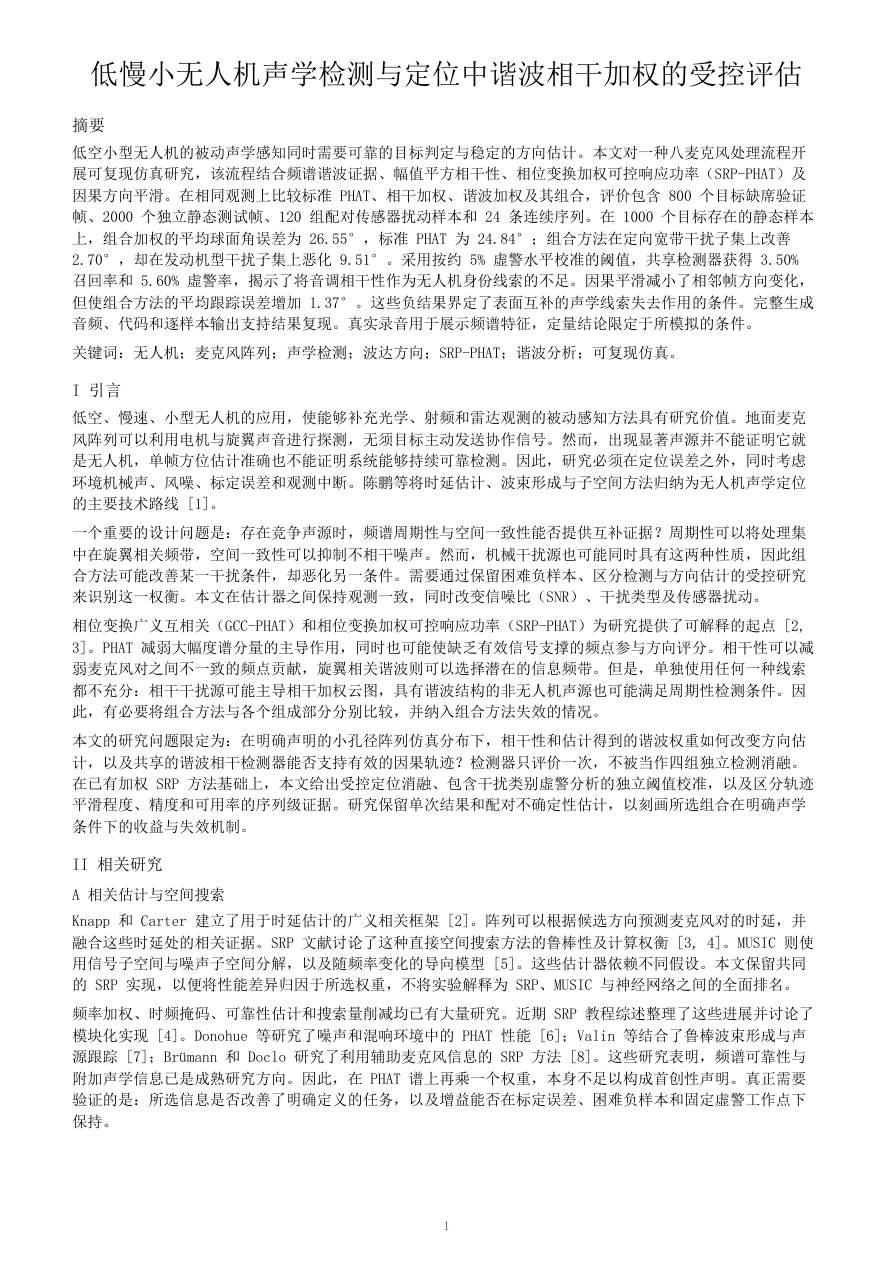 低慢小无人机声学检测与定位中谐波相干加权的受控评估
摘要
低空小型无人机的被动声学感知同时需要可靠的目标判定与稳定的方向估计。本文对一种八麦克风处理流程开
展可复现仿真研究，该流程结合频谱谐波证据、幅值平方相干性、相位变换加权可控响应功率（SRP-PHAT）及
因果方向平滑。在相同观测上比较标准 PHAT、相干加权、谐波加权及其组合，评价包含 800 个目标缺席验证
帧、2000 个独立静态测试帧、120 组配对传感器扰动样本和 24 条连续序列。在 1000 个目标存在的静态样本
上，组合加权的平均球面角误差为 26.55°，标准 PHAT 为 24.84°；组合方法在定向宽带干扰子集上改善
2.70°，却在发动机型干扰子集上恶化 9.51°。采用按约 5% 虚警水平校准的阈值，共享检测器获得 3.50%
召回率和 5.60% 虚警率，揭示了将音调相干性作为无人机身份线索的不足。因果平滑减小了相邻帧方向变化，
但使组合方法的平均跟踪误差增加 1.37°。这些负结果界定了表面互补的声学线索失去作用的条件。完整生成
音频、代码和逐样本输出支持结果复现。真实录音用于展示频谱特征，定量结论限定于所模拟的条件。
关键词：无人机；麦克风阵列；声学检测；波达方向；SRP-PHAT；谐波分析；可复现仿真。
I 引言
低空、慢速、小型无人机的应用，使能够补充光学、射频和雷达观测的被动感知方法具有研究价值。地面麦克
风阵列可以利用电机与旋翼声音进行探测，无须目标主动发送协作信号。然而，出现显著声源并不能证明它就
是无人机，单帧方位估计准确也不能证明系统能够持续可靠检测。因此，研究必须在定位误差之外，同时考虑
环境机械声、风噪、标定误差和观测中断。陈鹏等将时延估计、波束形成与子空间方法归纳为无人机声学定位
的主要技术路线 [1]。
一个重要的设计问题是：存在竞争声源时，频谱周期性与空间一致性能否提供互补证据？周期性可以将处理集
中在旋翼相关频带，空间一致性可以抑制不相干噪声。然而，机械干扰源也可能同时具有这两种性质，因此组
合方法可能改善某一干扰条件，却恶化另一条件。需要通过保留困难负样本、区分检测与方向估计的受控研究
来识别这一权衡。本文在估计器之间保持观测一致，同时改变信噪比（SNR）、干扰类型及传感器扰动。
相位变换广义互相关（GCC-PHAT）和相位变换加权可控响应功率（SRP-PHAT）为研究提供了可解释的起点 [2,
3]。PHAT 减弱大幅度谱分量的主导作用，同时也可能使缺乏有效信号支撑的频点参与方向评分。相干性可以减
弱麦克风对之间不一致的频点贡献，旋翼相关谐波则可以选择潜在的信息频带。但是，单独使用任何一种线索
都不充分：相干干扰源可能主导相干加权云图，具有谐波结构的非无人机声源也可能满足周期性检测条件。因
此，有必要将组合方法与各个组成部分分别比较，并纳入组合方法失效的情况。
本文的研究问题限定为：在明确声明的小孔径阵列仿真分布下，相干性和估计得到的谐波权重如何改变方向估
计，以及共享的谐波相干检测器能否支持有效的因果轨迹？检测器只评价一次，不被当作四组独立检测消融。
在已有加权 SRP 方法基础上，本文给出受控定位消融、包含干扰类别虚警分析的独立阈值校准，以及区分轨迹
平滑程度、精度和可用率的序列级证据。研究保留单次结果和配对不确定性估计，以刻画所选组合在明确声学
条件下的收益与失效机制。
II 相关研究
A 相关估计与空间搜索
Knapp 和 Carter 建立了用于时延估计的广义相关框架 [2]。阵列可以根据候选方向预测麦克风对的时延，并
融合这些时延处的相关证据。SRP 文献讨论了这种直接空间搜索方法的鲁棒性及计算权衡 [3, 4]。MUSIC 则使
用信号子空间与噪声子空间分解，以及随频率变化的导向模型 [5]。这些估计器依赖不同假设。本文保留共同
的 SRP 实现，以便将性能差异归因于所选权重，不将实验解释为 SRP、MUSIC 与神经网络之间的全面排名。
频率加权、时频掩码、可靠性估计和搜索量削减均已有大量研究。近期 SRP 教程综述整理了这些进展并讨论了
模块化实现 [4]。Donohue 等研究了噪声和混响环境中的 PHAT 性能 [6]；Valin 等结合了鲁棒波束形成与声
源跟踪 [7]；Brümann 和 Doclo 研究了利用辅助麦克风信息的 SRP 方法 [8]。这些研究表明，频谱可靠性与
附加声学信息已是成熟研究方向。因此，在 PHAT 谱上再乘一个权重，本身不足以构成首创性声明。真正需要
验证的是：所选信息是否改善了明确定义的任务，以及增益能否在标定误差、困难负样本和固定虚警工作点下
保持。
1